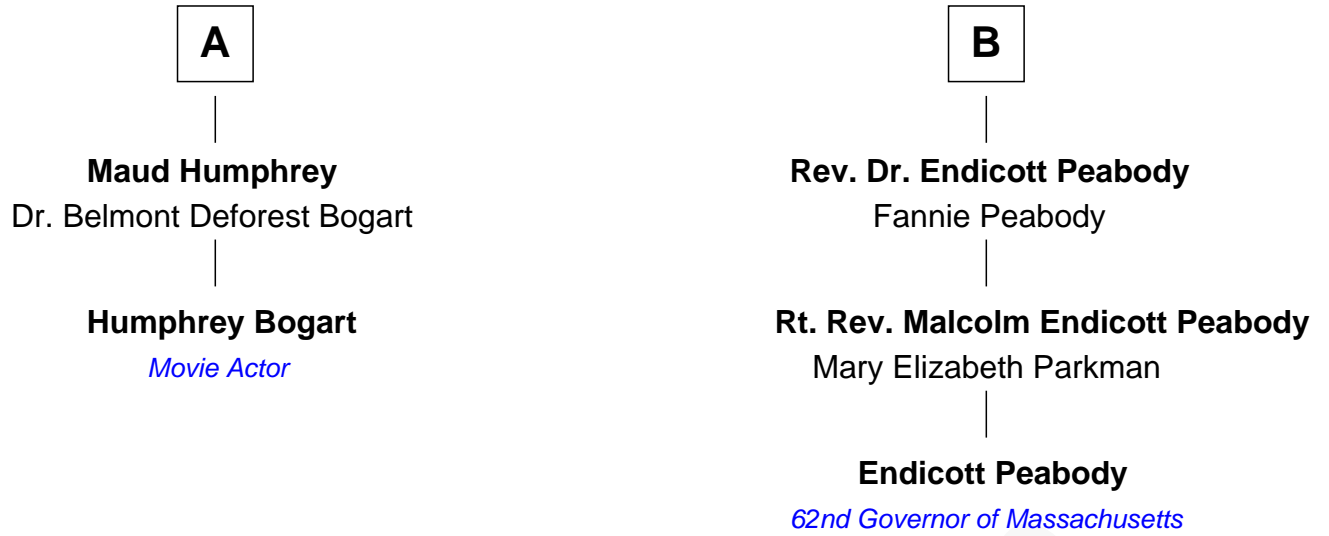 A
Maud Humphrey
Dr. Belmont Deforest Bogart
Humphrey Bogart
Movie Actor
B
Rev. Dr. Endicott Peabody
Fannie Peabody
Rt. Rev. Malcolm Endicott Peabody
Mary Elizabeth Parkman
Endicott Peabody
62nd Governor of Massachusetts